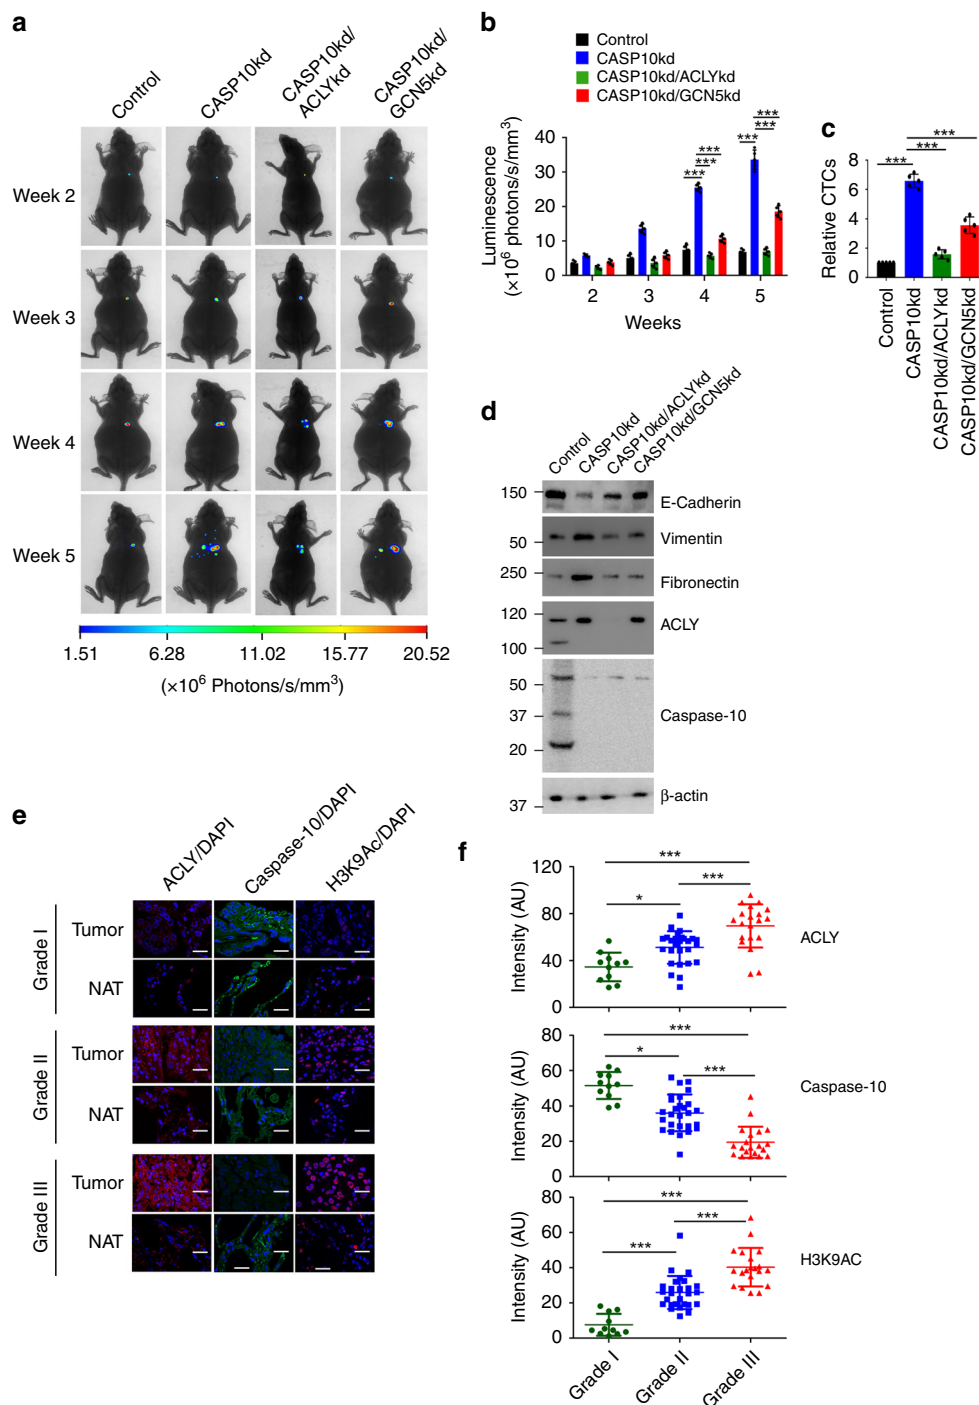 a
Control
CASP10kd
CASP10kd/
ACLYkd
CASP10kd/
GCN5kd
Week 2
Week 3
Week 4
Week 5
1.51
6.28
11.02
15.77
20.52
(×10⁶ Photons/s/mm³)
b
Control
CASP10kd
CASP10kd/ACLYkd
CASP10kd/GCN5kd
Luminescence
(×10⁶ photons/s/mm³)
40
30
20
10
0
***
***
***
***
***
***
2
3
4
5
Weeks
c
Relative CTCs
8
6
4
2
0
***
***
***
Control
CASP10kd
CASP10kd/ACLYkd
CASP10kd/GCN5kd
d
Control
CASP10kd
CASP10kd/ACLYkd
CASP10kd/GCN5kd
150
E-Cadherin
50
Vimentin
250
Fibronectin
120
100
ACLY
50
37
20
Caspase-10
37
β-actin
e
ACLY/DAPI
Caspase-10/DAPI
H3K9Ac/DAPI
Grade I
Tumor
NAT
Grade II
Tumor
NAT
Grade III
Tumor
NAT
f
Intensity (AU)
120
80
40
0
***
*
***
ACLY
Intensity (AU)
80
60
40
20
0
***
*
***
Caspase-10
Intensity (AU)
80
60
40
20
0
***
***
***
H3K9AC
Grade I
Grade II
Grade III